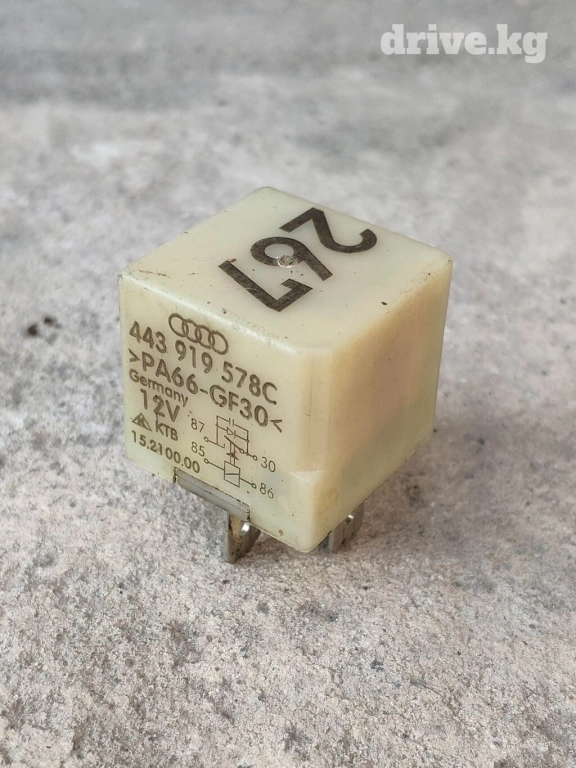 drive.kg
267
443 919 578C
>PA66-GF30<
Germany
12V
KTB
15.2100.00
87
30
85
86